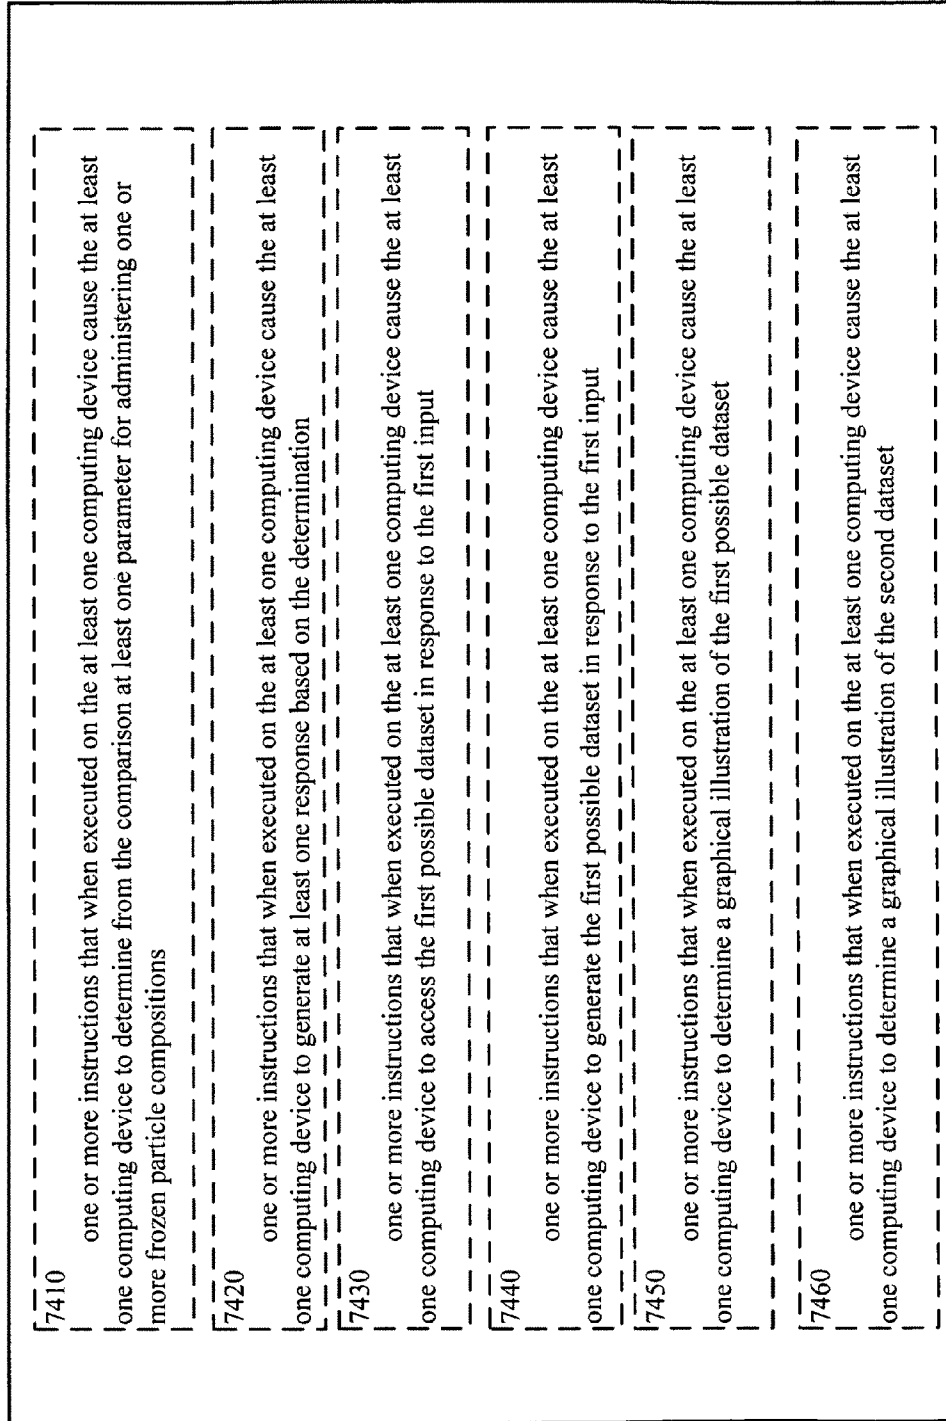 7410
one or more instructions that when executed on the at least one computing device cause the at least
one computing device to determine from the comparison at least one parameter for administering one or
more frozen particle compositions
7420
one or more instructions that when executed on the at least one computing device cause the at least
one computing device to generate at least one response based on the determination
7430
one or more instructions that when executed on the at least one computing device cause the at least
one computing device to access the first possible dataset in response to the first input
7440
one or more instructions that when executed on the at least one computing device cause the at least
one computing device to generate the first possible dataset in response to the first input
7450
one or more instructions that when executed on the at least one computing device cause the at least
one computing device to determine a graphical illustration of the first possible dataset
7460
one or more instructions that when executed on the at least one computing device cause the at least
one computing device to determine a graphical illustration of the second dataset